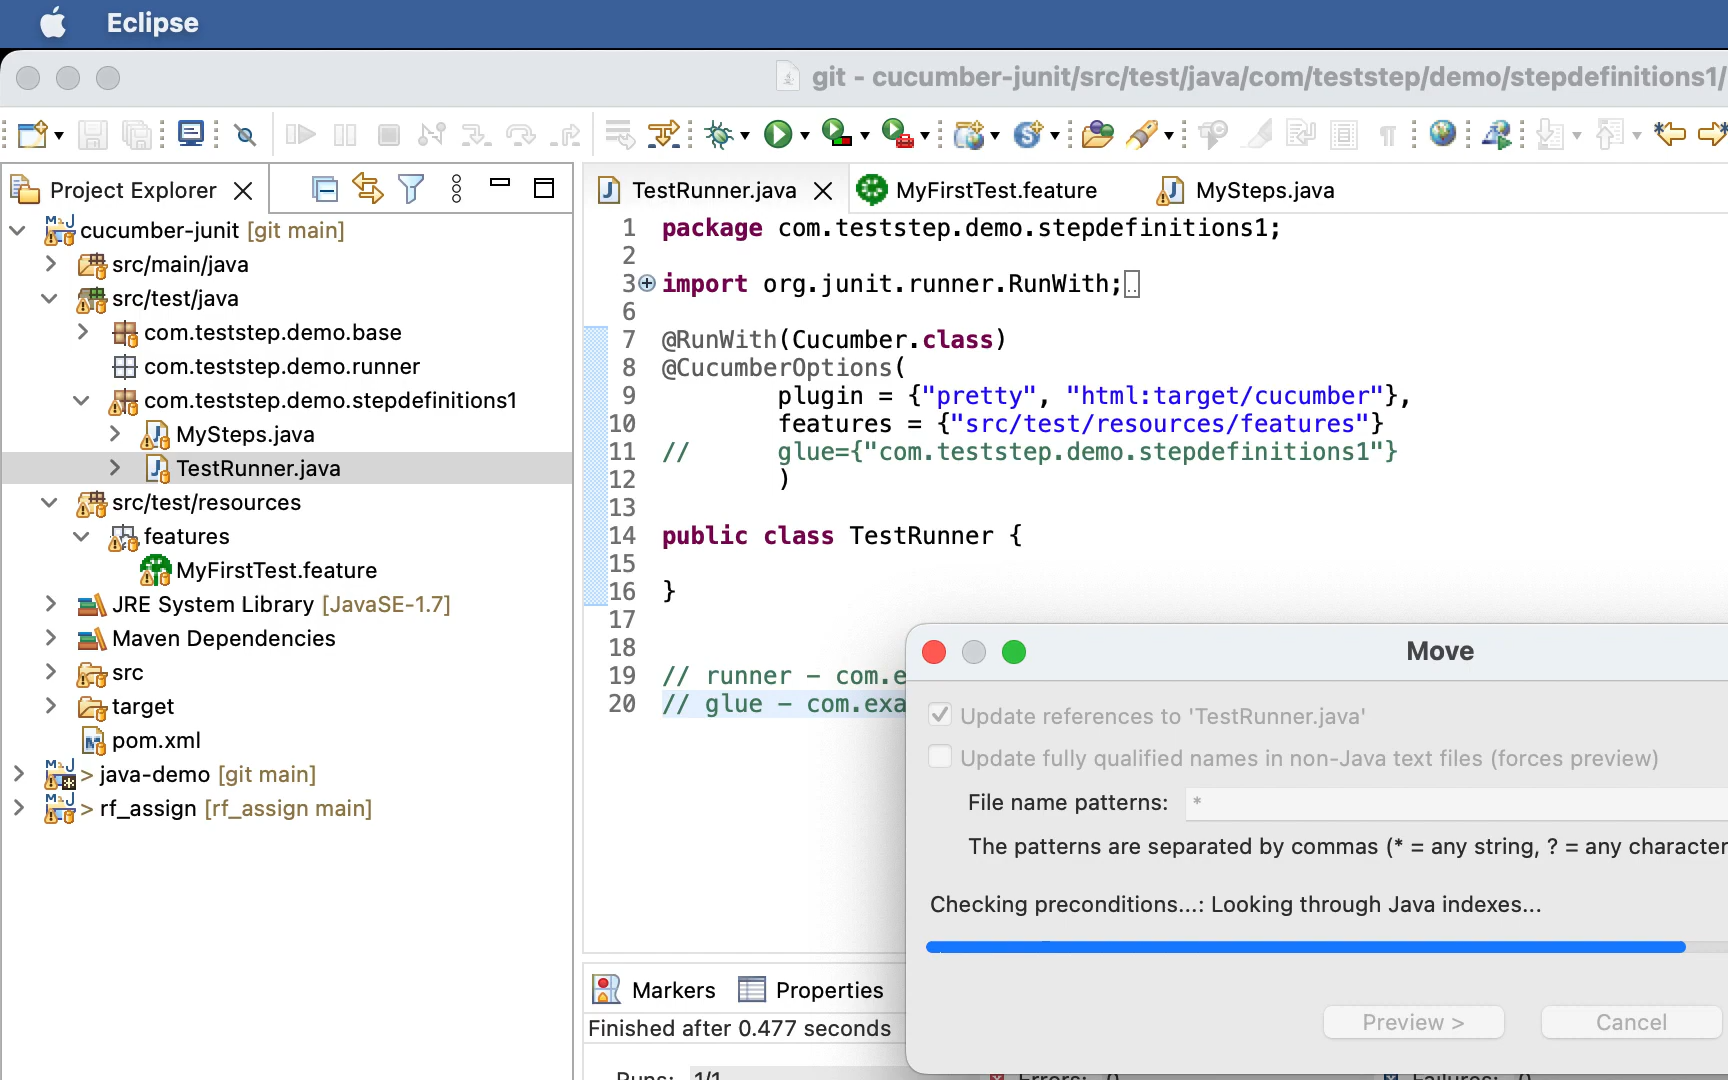 Eclipse
git - cucumber-junit/src/test/java/com/teststep/demo/stepdefinitions1/
Project Explorer
TestRunner.java
MyFirstTest.feature
MySteps.java
cucumber-junit [git main]
src/main/java
src/test/java
com.teststep.demo.base
com.teststep.demo.runner
com.teststep.demo.stepdefinitions1
MySteps.java
TestRunner.java
src/test/resources
features
MyFirstTest.feature
JRE System Library [JavaSE-1.7]
Maven Dependencies
src
target
pom.xml
> java-demo [git main]
> rf_assign [rf_assign main]
1 package com.teststep.demo.stepdefinitions1;
2
3 import org.junit.runner.RunWith;
6
7 @RunWith(Cucumber.class)
8 @CucumberOptions(
9 plugin = {"pretty", "html:target/cucumber"},
10 features = {"src/test/resources/features"}
11 // glue={"com.teststep.demo.stepdefinitions1"}
12 )
13
14 public class TestRunner {
15
16 }
17
18
19 // runner - com.e
20 // glue - com.exa
Move
Update references to 'TestRunner.java'
Update fully qualified names in non-Java text files (forces preview)
File name patterns: *
The patterns are separated by commas (* = any string, ? = any character
Checking preconditions...: Looking through Java indexes...
Preview >
Cancel
Markers
Properties
Finished after 0.477 seconds
Runs: 1/1
Errors: 0
Failures: 0